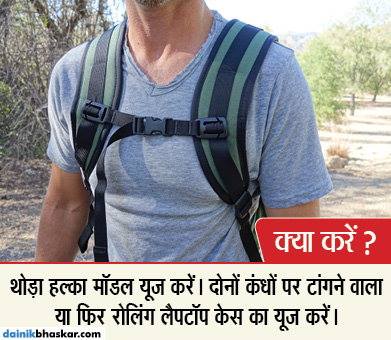 क्या करें ?
थोड़ा हल्का मॉडल यूज करें। दोनों कंधों पर टांगने वाला
या फिर रोलिंग लैपटॉप केस का यूज करें।
dainikbhaskar.com